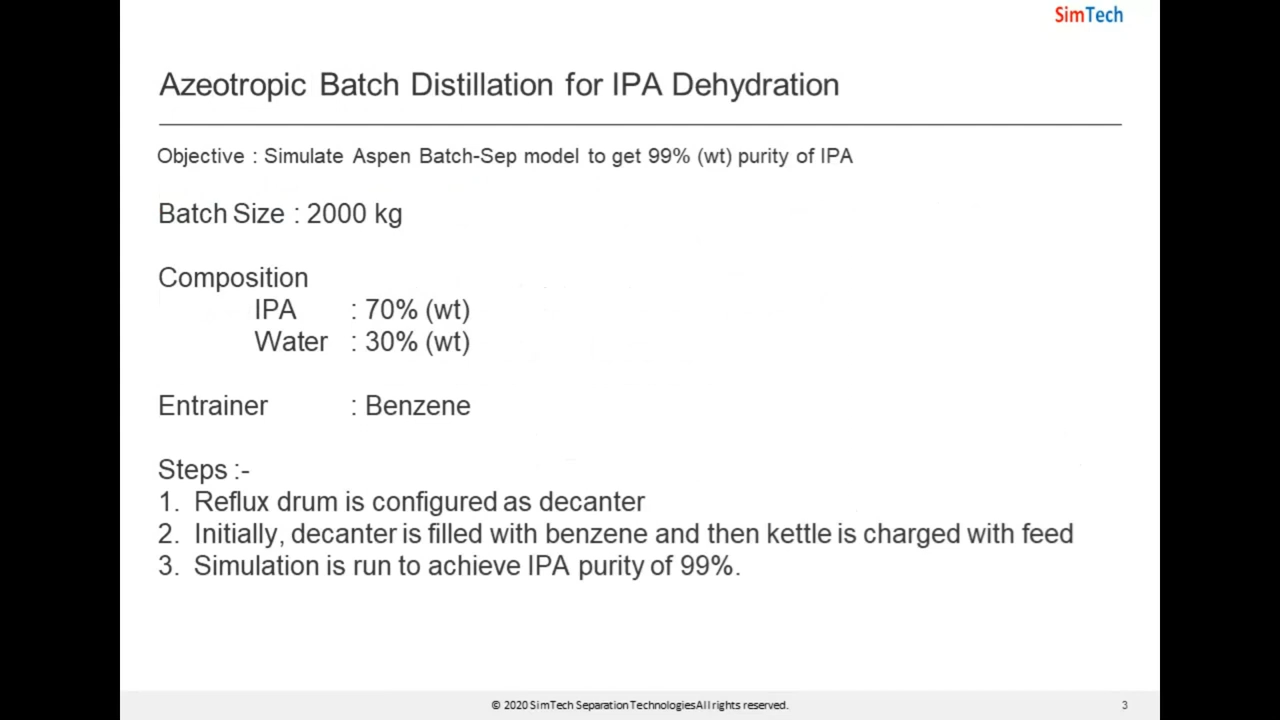 SimTech
Azeotropic Batch Distillation for IPA Dehydration
Objective : Simulate Aspen Batch-Sep model to get 99% (wt) purity of IPA
Batch Size : 2000 kg
Composition
IPA : 70% (wt)
Water : 30% (wt)
Entrainer : Benzene
Steps :-
1. Reflux drum is configured as decanter
2. Initially, decanter is filled with benzene and then kettle is charged with feed
3. Simulation is run to achieve IPA purity of 99%.
© 2020 SimTech Separation TechnologiesAll rights reserved. 3